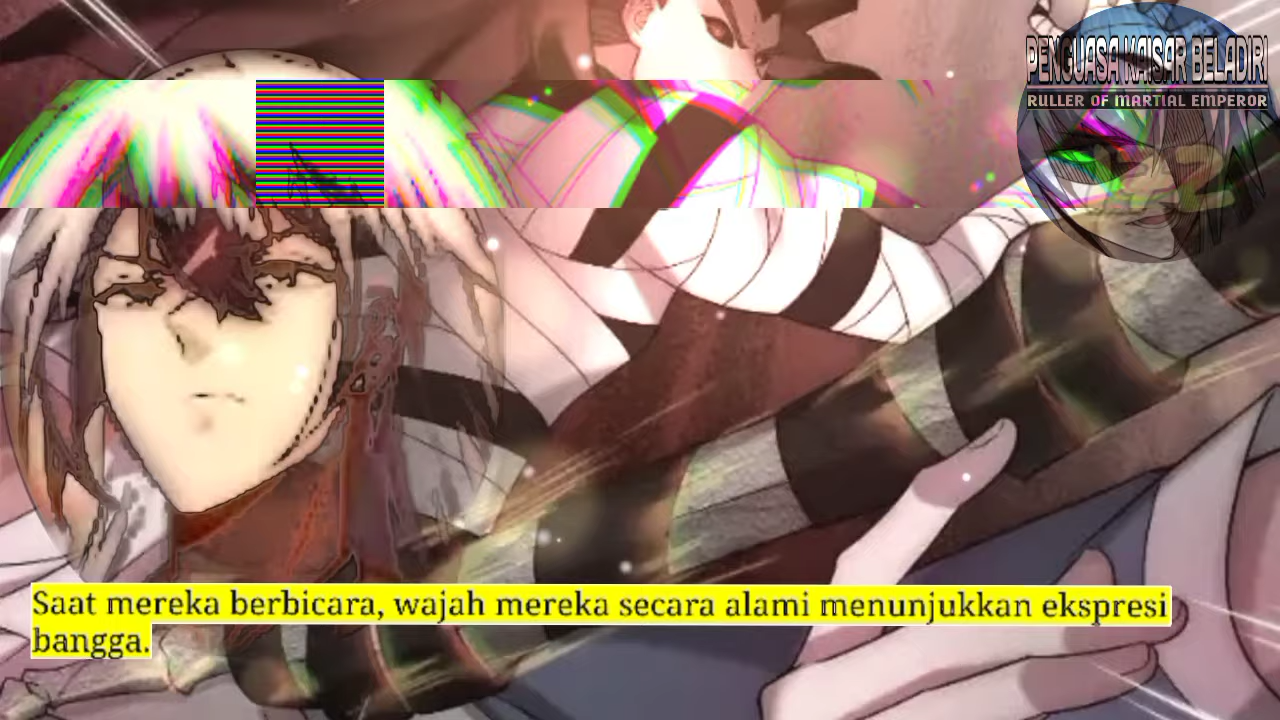 PENGUASA KAISAR BELADIRI
RULLER OF MARTIAL EMPEROR
Saat mereka berbicara, wajah mereka secara alami menunjukkan ekspresi
bangga.